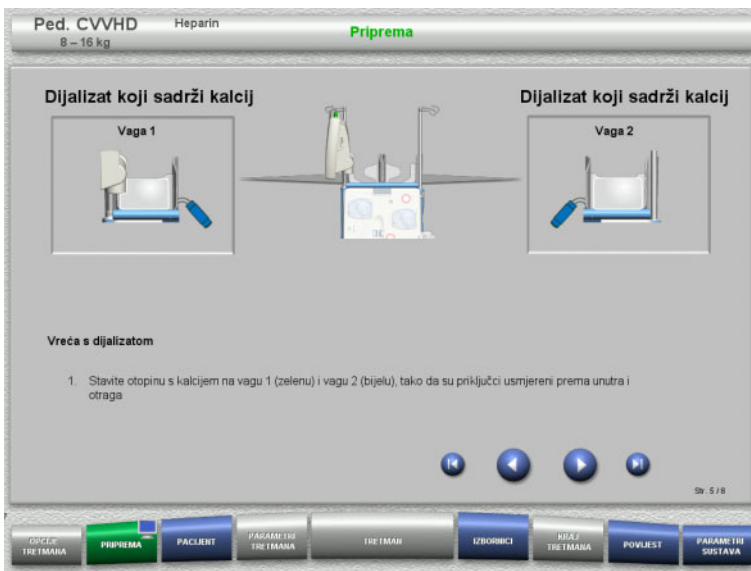 Ped. CVVHD Heparin Priprema
8 – 16 kg
Dijalizat koji sadrži kalcij
Dijalizat koji sadrži kalcij
Vaga 1
Vaga 2
Vreća s dijalizatom
1. Stavite otopinu s kalcijem na vagu 1 (zelenu) i vagu 2 (bijelu), tako da su priključci usmjereni prema unutra i
otraga
Str. 5 / 8
OPCIJE
TRETMANA
PRIPREMA
PACIJENT
PARAMETRI
TRETMANA
TRETMAN
IZBORNICI
KRAJ
TRETMANA
POVIJEST
PARAMETRI
SUSTAVA